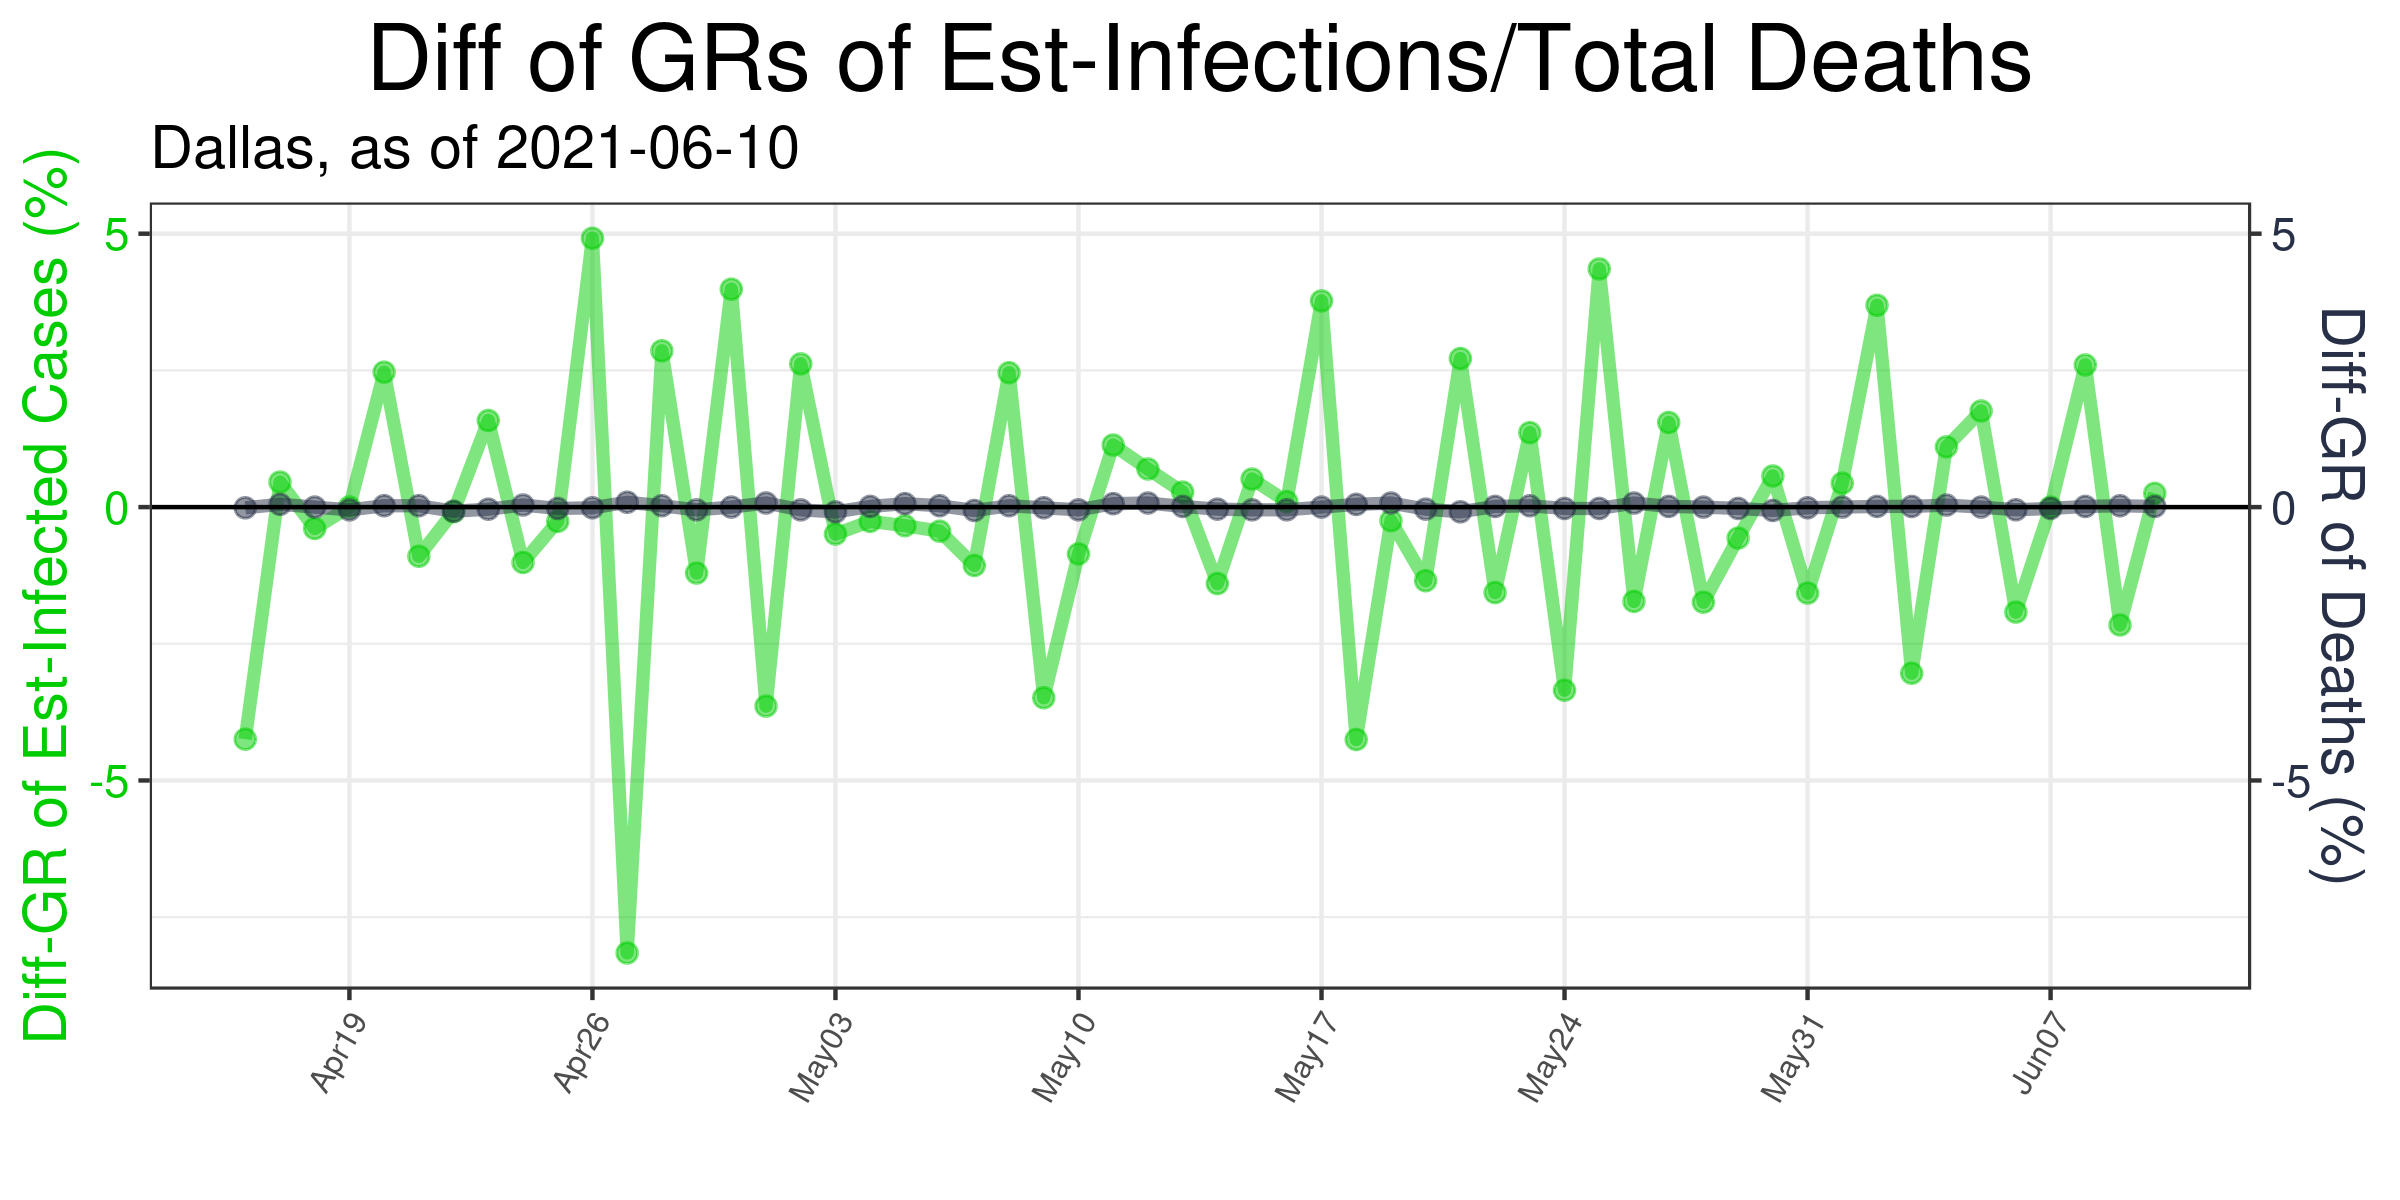 Diff of GRs of Est-Infections/Total Deaths
Dallas, as of 2021-06-10
Diff-GR of Est-Infected Cases (%)
5
0
-5
5
0
-5
Diff-GR of Deaths (%)
Apr19
Apr26
May03
May10
May17
May24
May31
Jun07